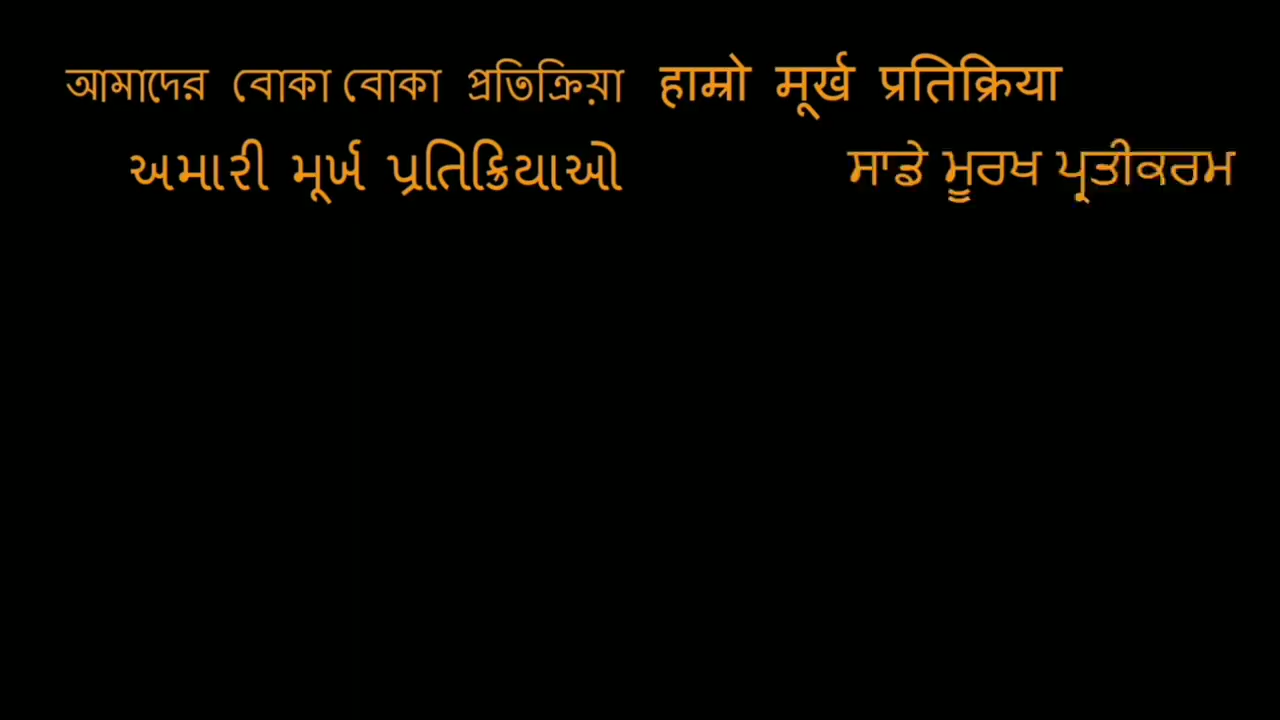 আমাদের বোকা বোকা প্রতিক্রিয়া हाम्रो मूर्ख प्रतिक्रिया
અમારી મૂર્ખ પ્રતિક્રિયાઓ ਸਾਡੇ ਮੂਰਖ ਪ੍ਰਤੀਕਰਮ